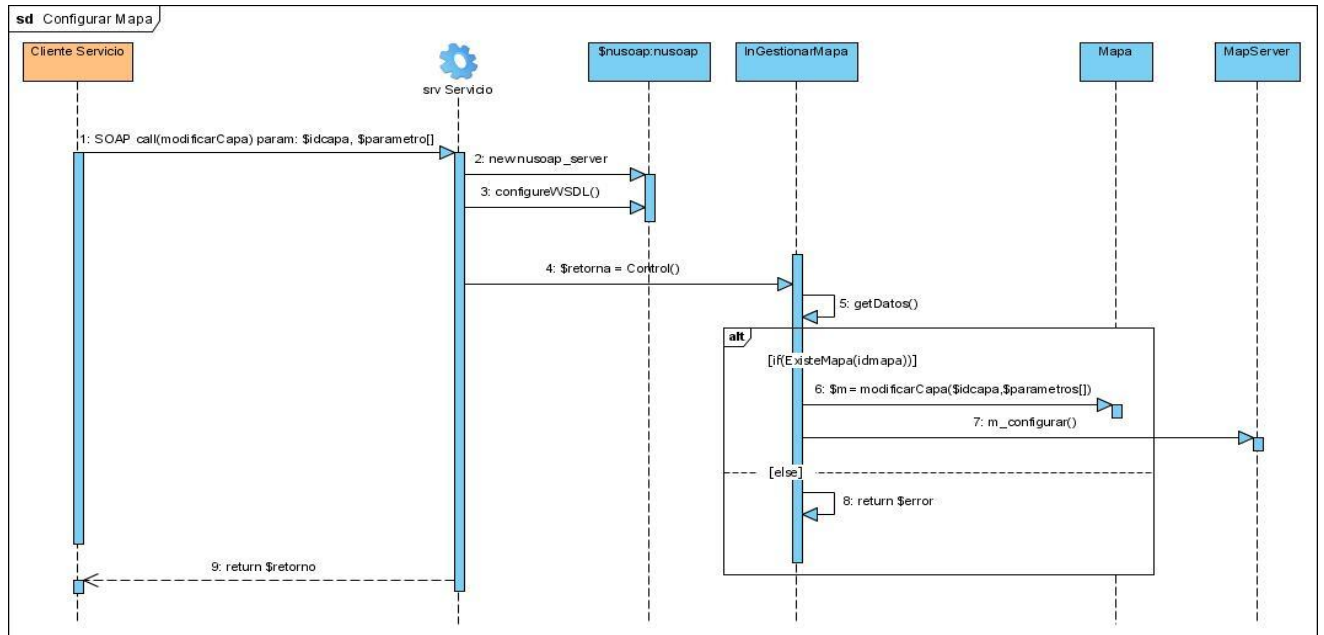 sd Configurar Mapa
Cliente Servicio
srv Servicio
$nusoap:nusoap
InGestionarMapa
Mapa
MapServer
1: SOAP call(modificarCapa) param: $idcapa, $parametro[]
2: new nusoap_server
3: configureWSDL()
4: $retorna = Control()
5: getDatos()
alt
[if(ExisteMapa(idmapa))]
6: $m = modificarCapa($idcapa,$parametros[])
7: m_configurar()
[else]
8: return $error
9: return $retorno